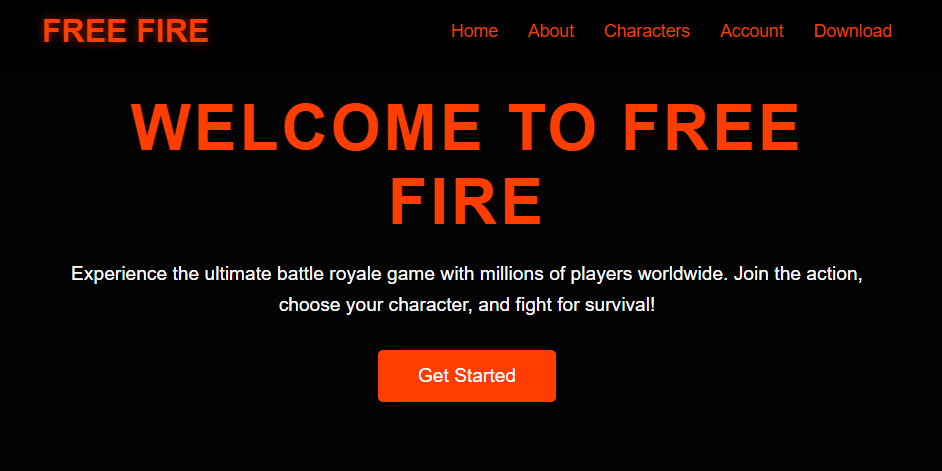 FREE FIRE
Home About Characters Account Download
WELCOME TO FREE
FIRE
Experience the ultimate battle royale game with millions of players worldwide. Join the action,
choose your character, and fight for survival!
Get Started